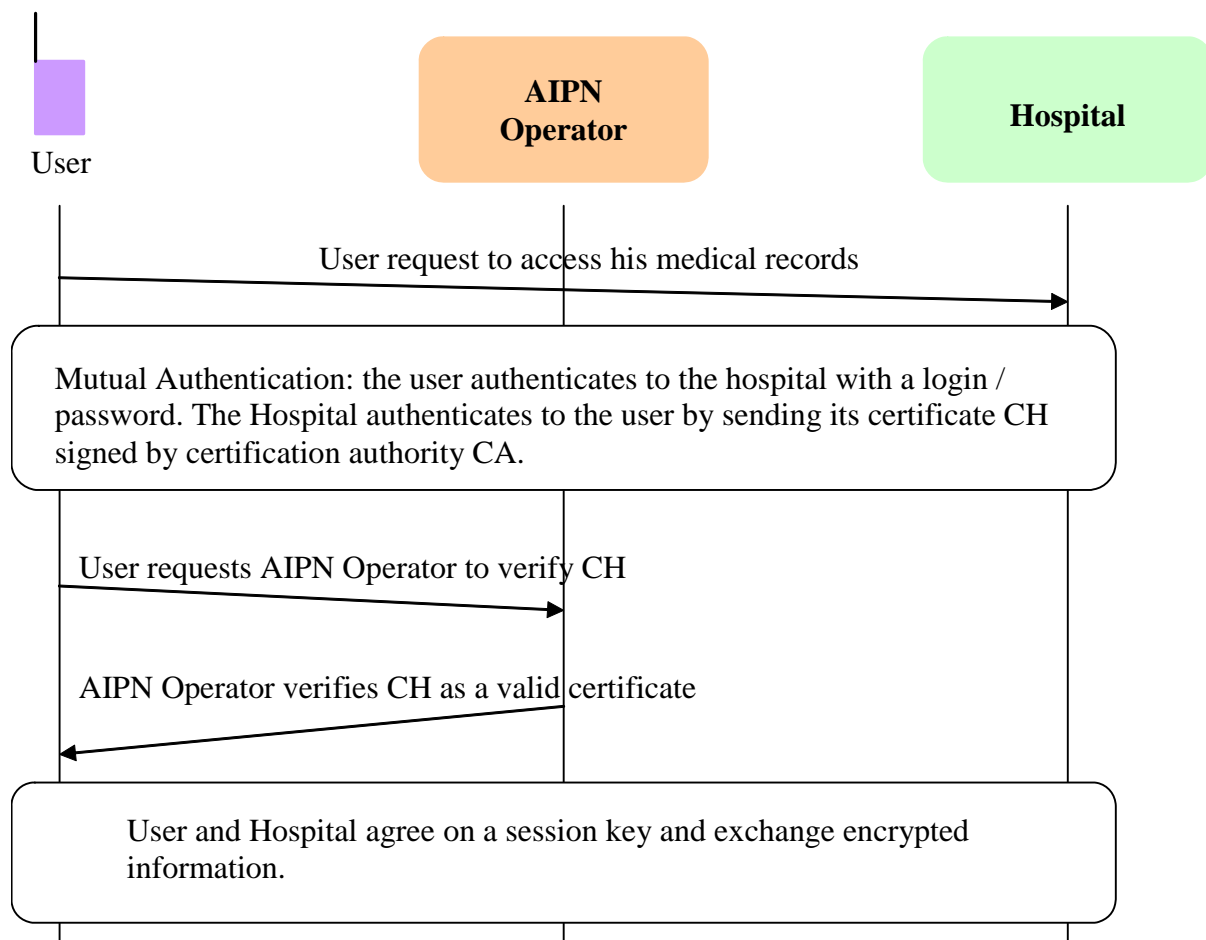 AIPN
Operator
Hospital
User
User request to access his medical records
Mutual Authentication: the user authenticates to the hospital with a login /
password. The Hospital authenticates to the user by sending its certificate CH
signed by certification authority CA.
User requests AIPN Operator to verify CH
AIPN Operator verifies CH as a valid certificate
User and Hospital agree on a session key and exchange encrypted
information.